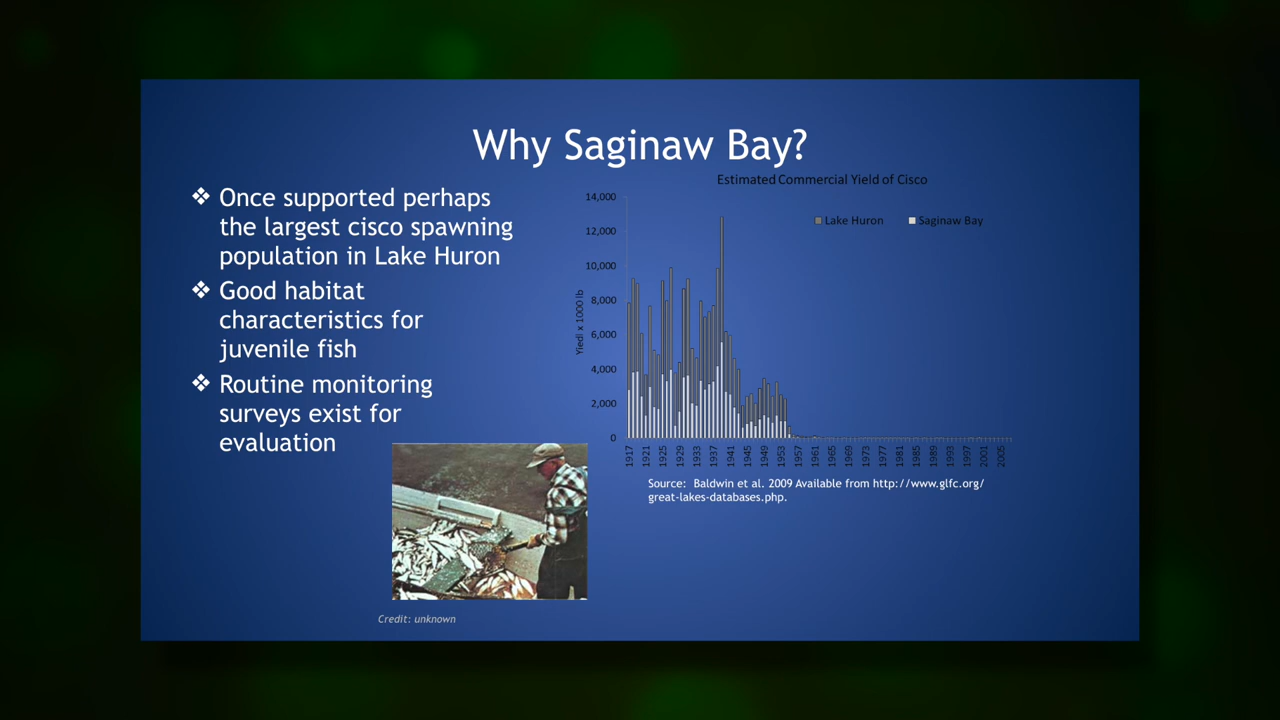 Why Saginaw Bay?
❖ Once supported perhaps
the largest cisco spawning
population in Lake Huron
❖ Good habitat
characteristics for
juvenile fish
❖ Routine monitoring
surveys exist for
evaluation
Credit: unknown
Estimated Commercial Yield of Cisco
Lake Huron Saginaw Bay
Yiedl x 1000 lb
14,000
12,000
10,000
8,000
6,000
4,000
2,000
0
1917 1921 1925 1929 1933 1937 1941 1945 1949 1953 1957 1961 1965 1969 1973 1977 1981 1985 1989 1993 1997 2001 2005
Source: Baldwin et al. 2009 Available from http://www.glfc.org/
great-lakes-databases.php.